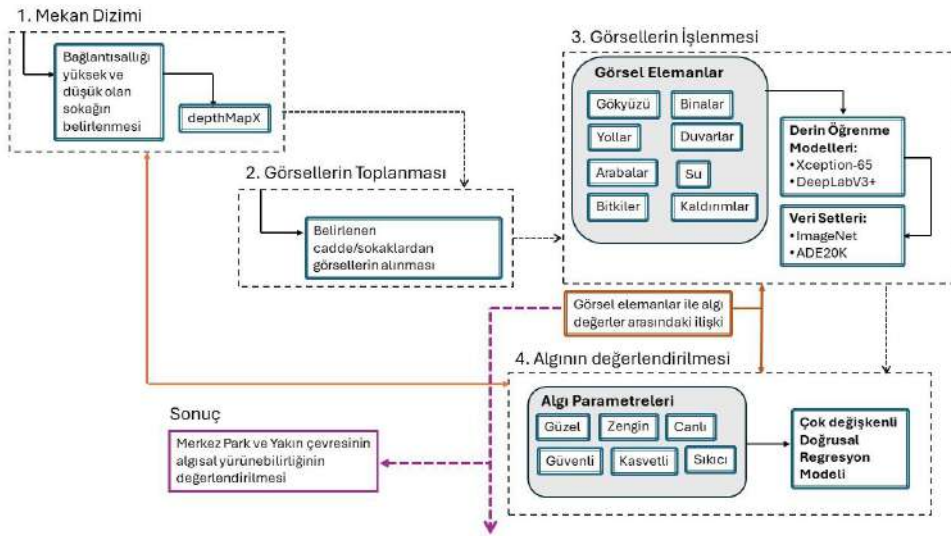 1. Mekan Dizimi
Bağlantısallığı
yüksek ve
düşük olan
sokağın
belirlenmesi
depthMapX
2. Görsellerin Toplanması
Belirlenen
cadde/sokaklardan
görsellerin alınması
3. Görsellerin İşlenmesi
Görsel Elemanlar
Gökyüzü
Binalar
Yollar
Duvarlar
Arabalar
Su
Bitkiler
Kaldırımlar
Derin Öğrenme
Modelleri:
•Xception-65
•DeepLabV3+
Veri Setleri:
•ImageNet
•ADE20K
Görsel elemanlar ile algı
değerler arasındaki ilişki
4. Algının değerlendirilmesi
Algı Parametreleri
Güzel
Zengin
Canlı
Güvenli
Kasvetli
Sıkıcı
Çok değişkenli
Doğrusal
Regresyon
Modeli
Sonuç
Merkez Park ve Yakın çevresinin
algısal yürünebilirliğinin
değerlendirilmesi